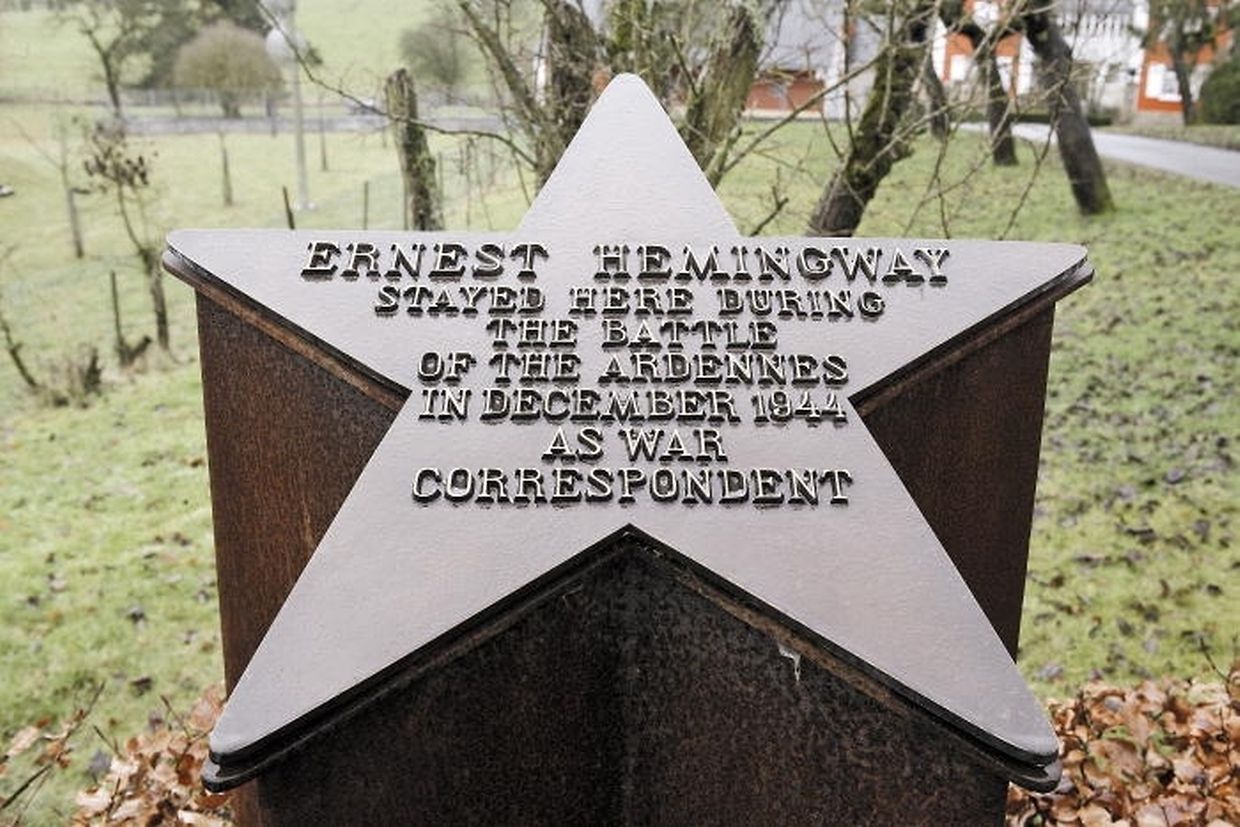 ERNEST HEMINGWAY
STAYED HERE DURING
THE BATTLE
OF THE ARDENNES
IN DECEMBER 1944
AS WAR
CORRESPONDENT